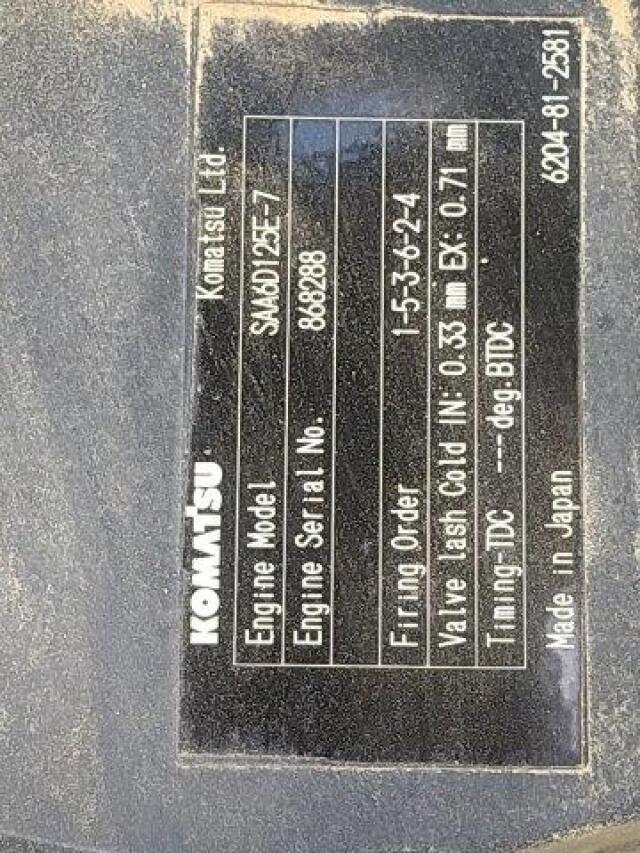 KOMATSU Komatsu Ltd.
Engine Model SAA6D125E-7
Engine Serial No. 868288
Firing Order 1-5-3-6-2-4
Valve lash Cold IN: 0.33 mm EX: 0.71 mm
Timing-TDC ---deg.BTDC
Made in Japan 6204-81-2581